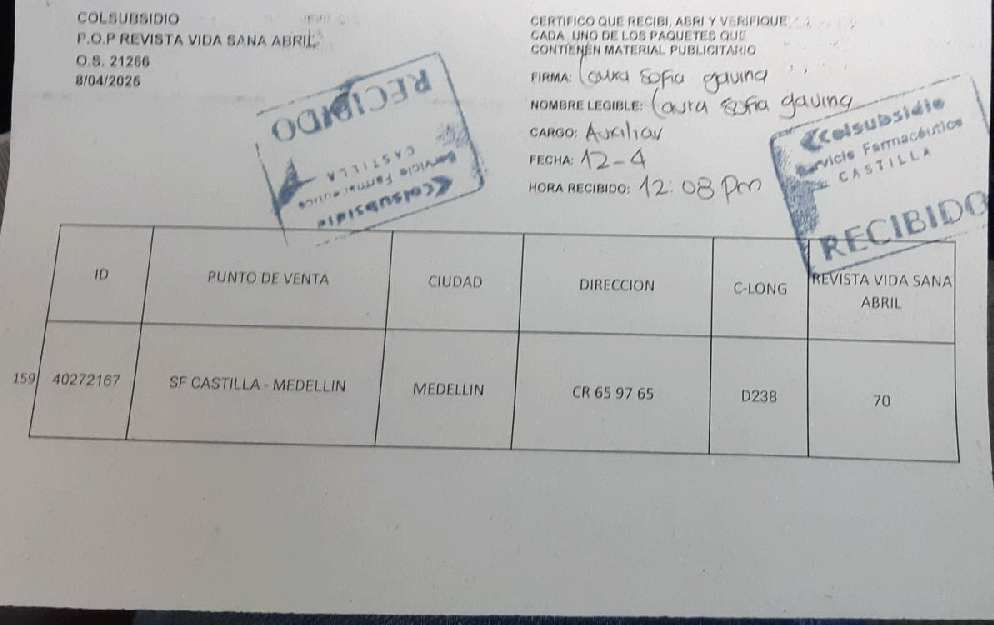 COLSUBSIDIO
P.O.P REVISTA VIDA SANA ABRIL
O.S. 21266
8/04/2025
CERTIFICO QUE RECIBI, ABRI Y VERIFIQUE
CADA UNO DE LOS PAQUETES QUE
CONTIENEN MATERIAL PUBLICITARIO
FIRMA: Laura Sofia gaviria
NOMBRE LEGIBLE: Laura Sofia gaviria
CARGO: Auxiliar
FECHA: 12-4
HORA RECIBIDO: 12:08 pm
Colsubsidio
Servicio Farmacéutico
CASTILLA
RECIBIDO
Colsubsidio
Servicio Farmacéutico
CASTILLA
RECIBIDO
ID PUNTO DE VENTA CIUDAD DIRECCION C-LONG REVISTA VIDA SANA ABRIL
159 40272167 SF CASTILLA - MEDELLIN MEDELLIN CR 65 97 65 D238 70